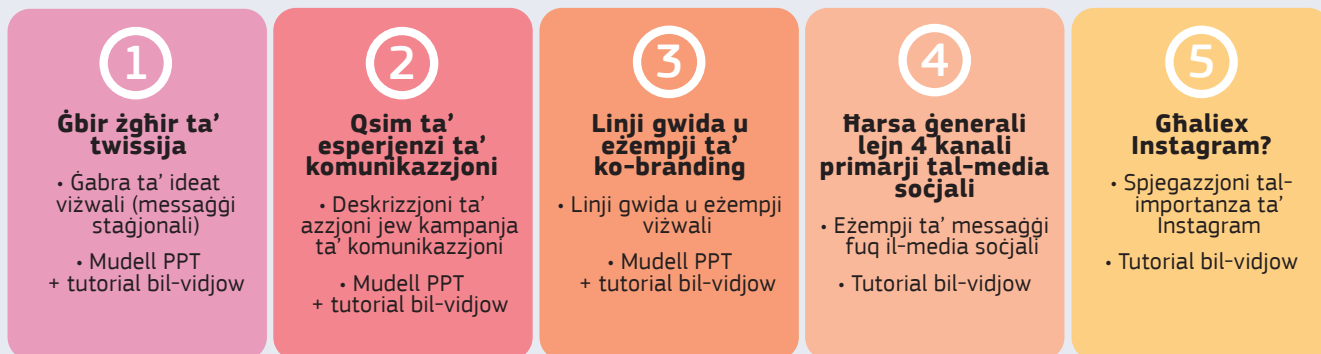 1
Ġbir żgħir ta'
twissija
• Ġabra ta' ideat
viżwali (messaġġi
staġjonali)
• Mudell PPT
+ tutorial bil-vidjow
2
Qsim ta'
esperjenzi ta'
komunikazzjoni
• Deskrizzjoni ta'
azzjoni jew kampanja
ta' komunikazzjoni
• Mudell PPT
+ tutorial bil-vidjow
3
Linji gwida u
eżempji ta'
ko-branding
• Linji gwida u eżempji
viżwali
• Mudell PPT
+ tutorial bil-vidjow
4
Ħarsa ġenerali
lejn 4 kanali
primarji tal-media
soċjali
• Eżempji ta' messaġġi
fuq il-media soċjali
• Tutorial bil-vidjow
5
Għaliex
Instagram?
• Spjegazzjoni tal-
importanza ta'
Instagram
• Tutorial bil-vidjow